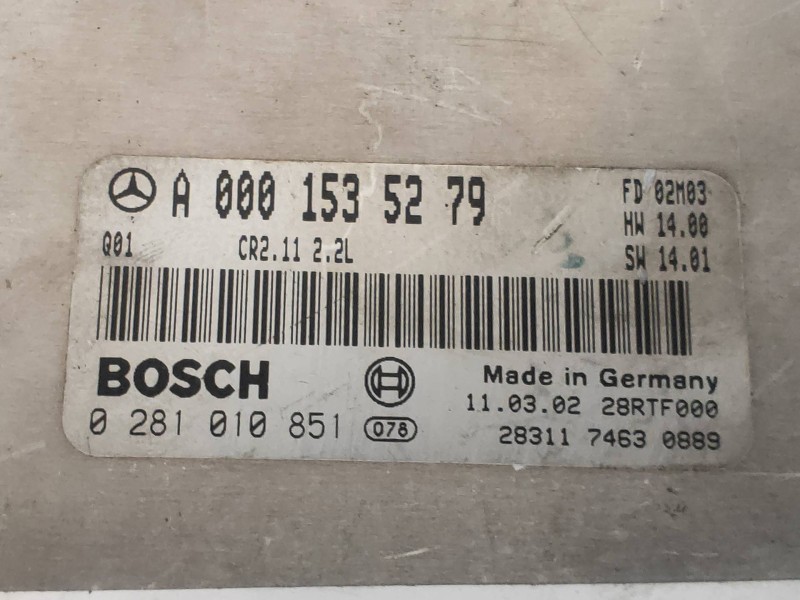 A 000 153 52 79
FD 02M03
HW 14.00
Q01 CR2.11 2.2L
SW 14.01
BOSCH
Made in Germany
11.03.02 28RTF000
0 281 010 851 078
28311 7463 0889